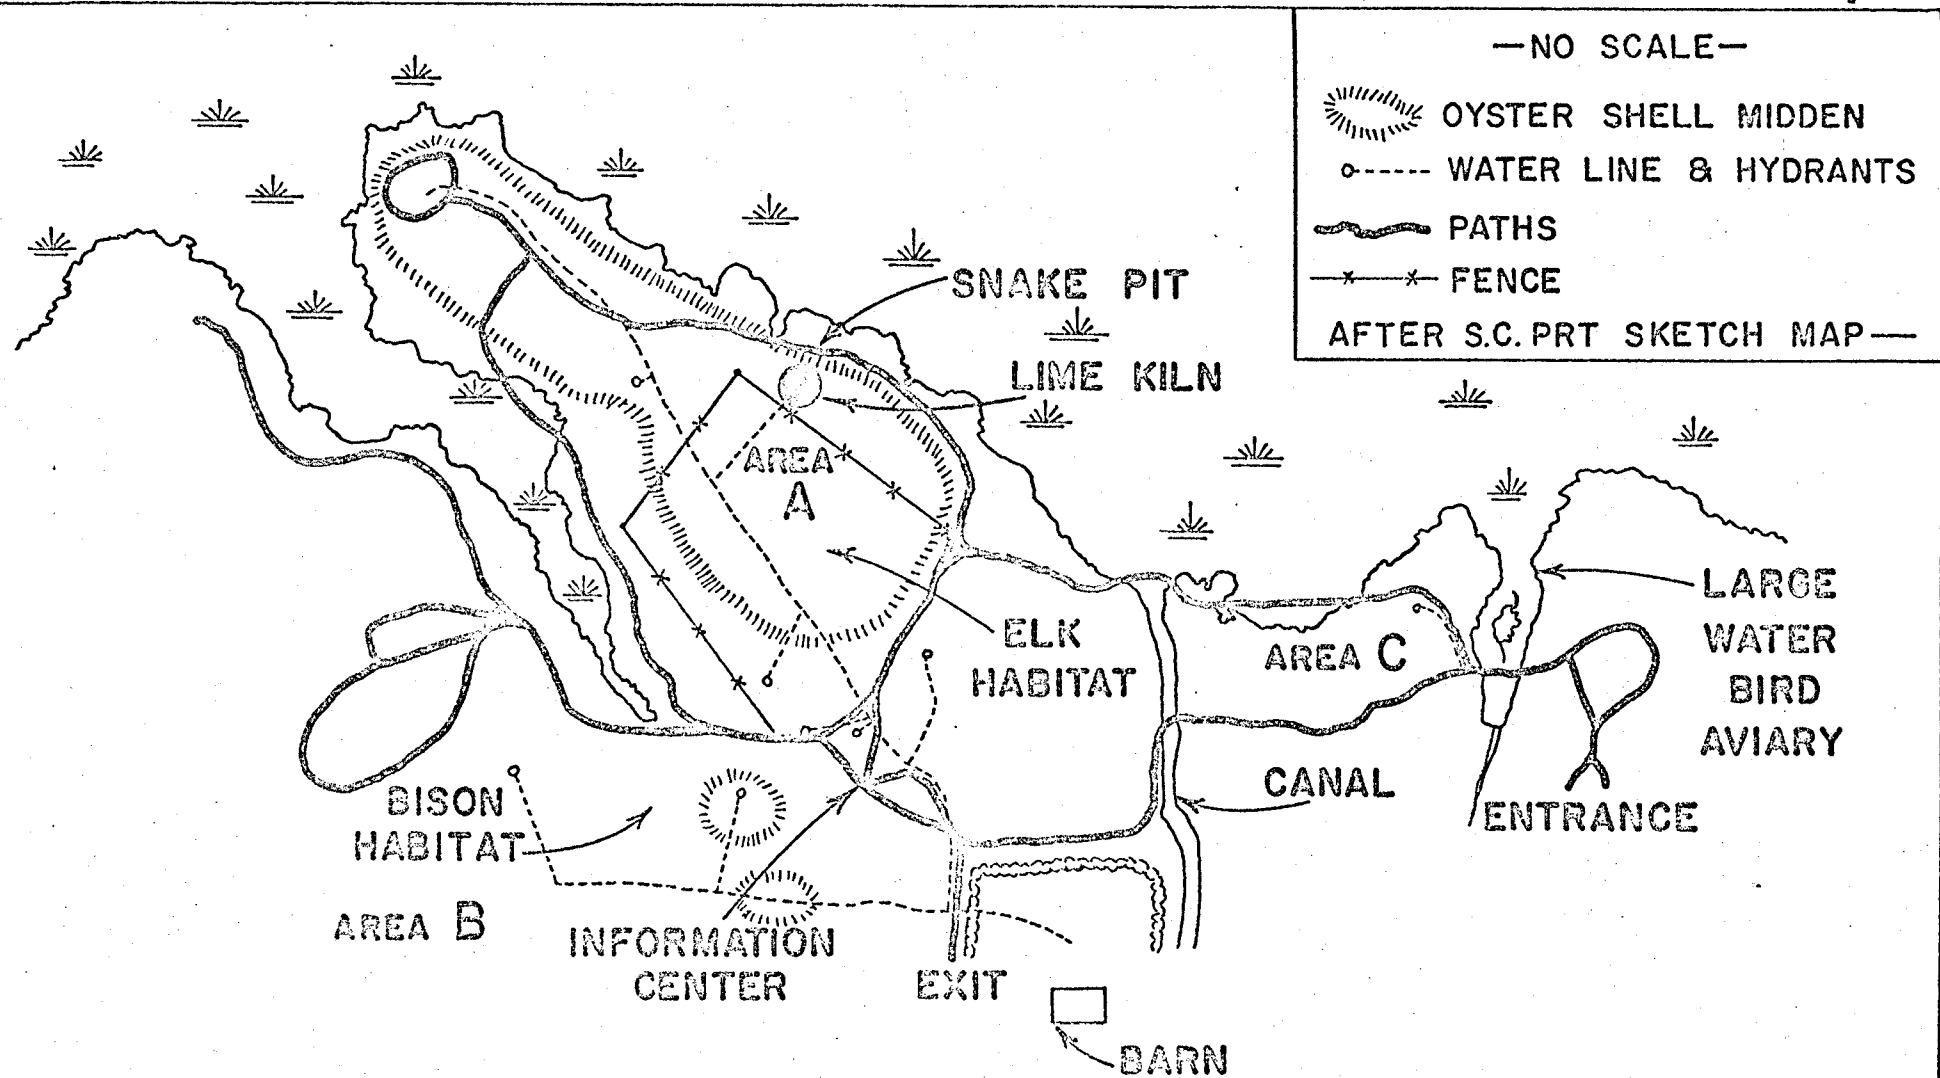 —NO SCALE—
OYSTER SHELL MIDDEN
WATER LINE & HYDRANTS
PATHS
FENCE
AFTER S.C. PRT SKETCH MAP—
SNAKE PIT
LIME KILN
AREA
A
ELK
HABITAT
AREA C
LARGE
WATER
BIRD
AVIARY
CANAL
ENTRANCE
BISON
HABITAT
AREA B
INFORMATION
CENTER
EXIT
BARN